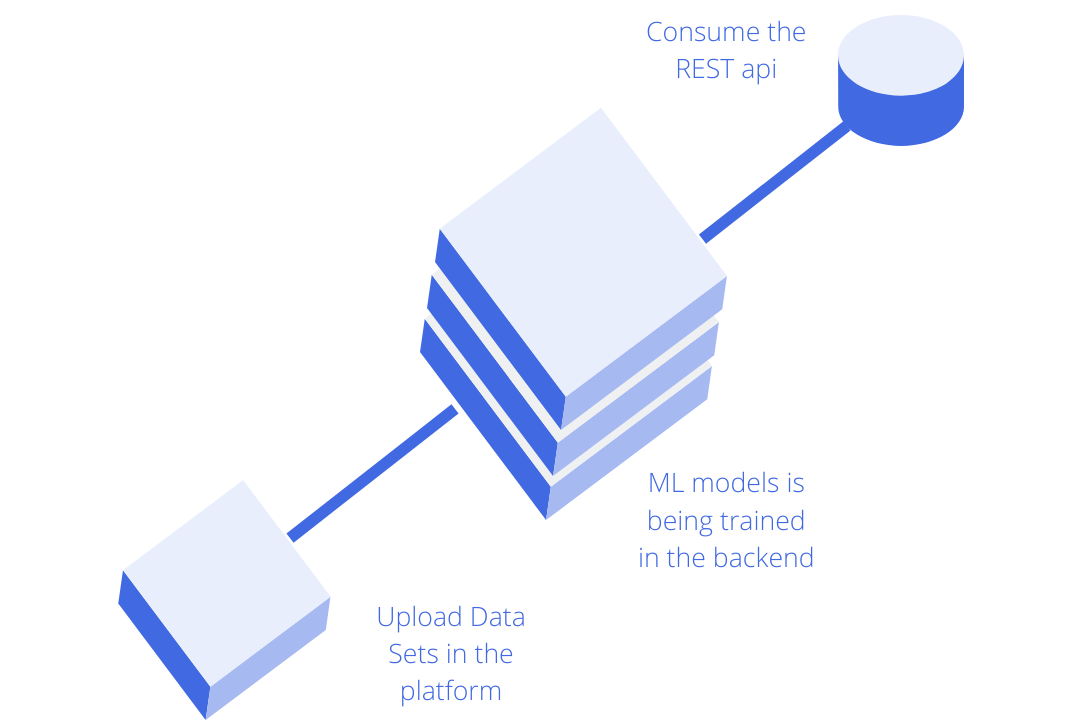 Consume the
REST api
ML models is
being trained
in the backend
Upload Data
Sets in the
platform